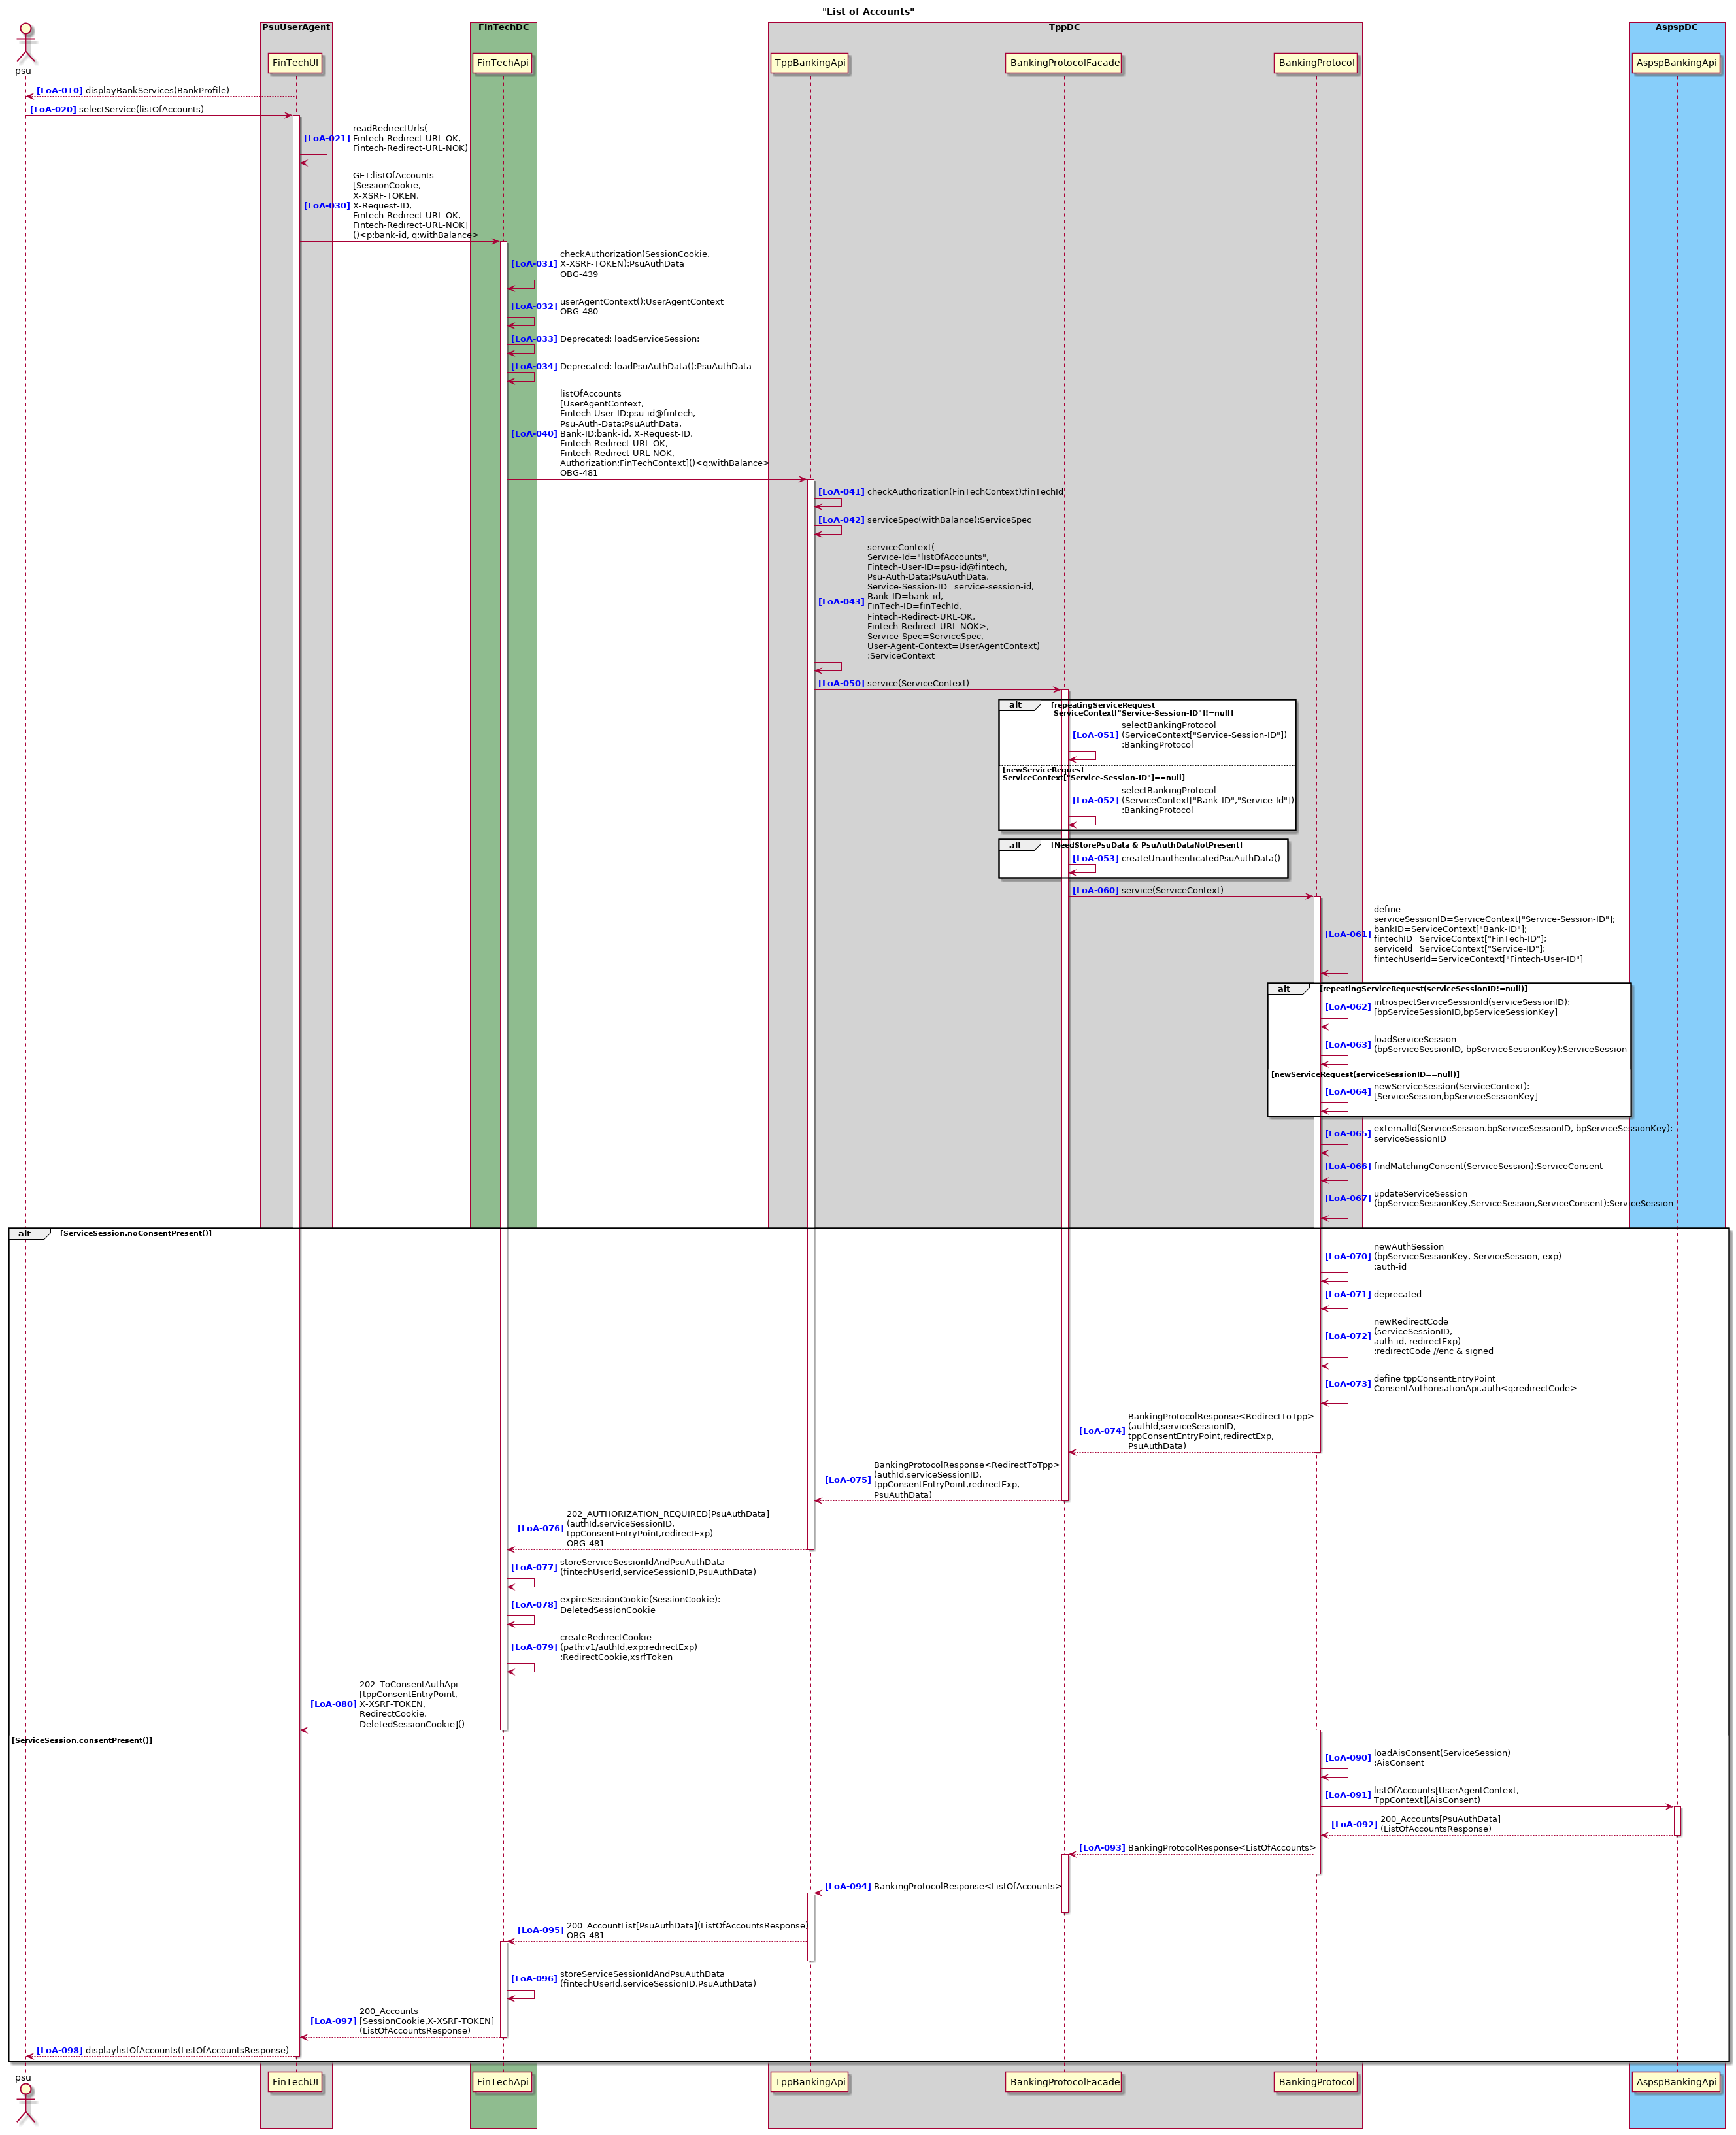 "List of Accounts"
PsuUserAgent
FinTechDC
TppDC
AspspDC
psu
FinTechUI
FinTechApi
TppBankingApi
BankingProtocolFacade
BankingProtocol
AspspBankingApi
[LoA-010] displayBankServices(BankProfile)
[LoA-020] selectService(listOfAccounts)
[LoA-021] readRedirectUrls(
Fintech-Redirect-URL-OK,
Fintech-Redirect-URL-NOK)
[LoA-030] GET:listOfAccounts
[SessionCookie,
X-XSRF-TOKEN,
X-Request-ID,
Fintech-Redirect-URL-OK,
Fintech-Redirect-URL-NOK]
()<p:bank-id, q:withBalance>
[LoA-031] checkAuthorization(SessionCookie,
X-XSRF-TOKEN):PsuAuthData
OBG-439
[LoA-032] userAgentContext():UserAgentContext
OBG-480
[LoA-033] Deprecated: loadServiceSession:
[LoA-034] Deprecated: loadPsuAuthData():PsuAuthData
[LoA-040] listOfAccounts
[UserAgentContext,
Fintech-User-ID:psu-id@fintech,
Psu-Auth-Data:PsuAuthData,
Bank-ID:bank-id, X-Request-ID,
Fintech-Redirect-URL-OK,
Fintech-Redirect-URL-NOK,
Authorization:FinTechContext]()<q:withBalance>
OBG-481
[LoA-041] checkAuthorization(FinTechContext):finTechId
[LoA-042] serviceSpec(withBalance):ServiceSpec
[LoA-043] serviceContext(
Service-Id="listOfAccounts",
Fintech-User-ID=psu-id@fintech,
Psu-Auth-Data:PsuAuthData,
Service-Session-ID=service-session-id,
Bank-ID=bank-id,
FinTech-ID=finTechId,
Fintech-Redirect-URL-OK,
Fintech-Redirect-URL-NOK>,
Service-Spec=ServiceSpec,
User-Agent-Context=UserAgentContext)
:ServiceContext
[LoA-050] service(ServiceContext)
alt [repeatingServiceRequest
ServiceContext["Service-Session-ID"]!=null]
[LoA-051] selectBankingProtocol
(ServiceContext["Service-Session-ID"])
:BankingProtocol
[newServiceRequest
ServiceContext["Service-Session-ID"]==null]
[LoA-052] selectBankingProtocol
(ServiceContext["Bank-ID","Service-Id"])
:BankingProtocol
alt [NeedStorePsuData & PsuAuthDataNotPresent]
[LoA-053] createUnauthenticatedPsuAuthData()
[LoA-060] service(ServiceContext)
[LoA-061] define
serviceSessionID=ServiceContext["Service-Session-ID"];
bankID=ServiceContext["Bank-ID"];
fintechID=ServiceContext["FinTech-ID"];
serviceId=ServiceContext["Service-ID"];
fintechUserId=ServiceContext["Fintech-User-ID"]
alt [repeatingServiceRequest(serviceSessionID!=null)]
[LoA-062] introspectServiceSessionId(serviceSessionID):
[bpServiceSessionID,bpServiceSessionKey]
[LoA-063] loadServiceSession
(bpServiceSessionID, bpServiceSessionKey):ServiceSession
[newServiceRequest(serviceSessionID==null)]
[LoA-064] newServiceSession(ServiceContext):
[ServiceSession,bpServiceSessionKey]
[LoA-065] externalId(ServiceSession.bpServiceSessionID, bpServiceSessionKey):
serviceSessionID
[LoA-066] findMatchingConsent(ServiceSession):ServiceConsent
[LoA-067] updateServiceSession
(bpServiceSessionKey,ServiceSession,ServiceConsent):ServiceSession
alt [ServiceSession.noConsentPresent()]
[LoA-070] newAuthSession
(bpServiceSessionKey, ServiceSession, exp)
:auth-id
[LoA-071] deprecated
[LoA-072] newRedirectCode
(serviceSessionID,
auth-id, redirectExp)
:redirectCode //enc & signed
[LoA-073] define tppConsentEntryPoint=
ConsentAuthorisationApi.auth<q:redirectCode>
[LoA-074] BankingProtocolResponse<RedirectToTpp>
(authId,serviceSessionID,
tppConsentEntryPoint,redirectExp,
PsuAuthData)
[LoA-075] BankingProtocolResponse<RedirectToTpp>
(authId,serviceSessionID,
tppConsentEntryPoint,redirectExp,
PsuAuthData)
[LoA-076] 202_AUTHORIZATION_REQUIRED[PsuAuthData]
(authId,serviceSessionID,
tppConsentEntryPoint,redirectExp)
OBG-481
[LoA-077] storeServiceSessionIdAndPsuAuthData
(fintechUserId,serviceSessionID,PsuAuthData)
[LoA-078] expireSessionCookie(SessionCookie):
DeletedSessionCookie
[LoA-079] createRedirectCookie
(path:v1/authId,exp:redirectExp)
:RedirectCookie,xsrfToken
[LoA-080] 202_ToConsentAuthApi
[tppConsentEntryPoint,
X-XSRF-TOKEN,
RedirectCookie,
DeletedSessionCookie]()
[ServiceSession.consentPresent()]
[LoA-090] loadAisConsent(ServiceSession)
:AisConsent
[LoA-091] listOfAccounts[UserAgentContext,
TppContext](AisConsent)
[LoA-092] 200_Accounts[PsuAuthData]
(ListOfAccountsResponse)
[LoA-093] BankingProtocolResponse<ListOfAccounts>
[LoA-094] BankingProtocolResponse<ListOfAccounts>
[LoA-095] 200_AccountList[PsuAuthData](ListOfAccountsResponse)
OBG-481
[LoA-096] storeServiceSessionIdAndPsuAuthData
(fintechUserId,serviceSessionID,PsuAuthData)
[LoA-097] 200_Accounts
[SessionCookie,X-XSRF-TOKEN]
(ListOfAccountsResponse)
[LoA-098] displaylistOfAccounts(ListOfAccountsResponse)
psu
FinTechUI
FinTechApi
TppBankingApi
BankingProtocolFacade
BankingProtocol
AspspBankingApi